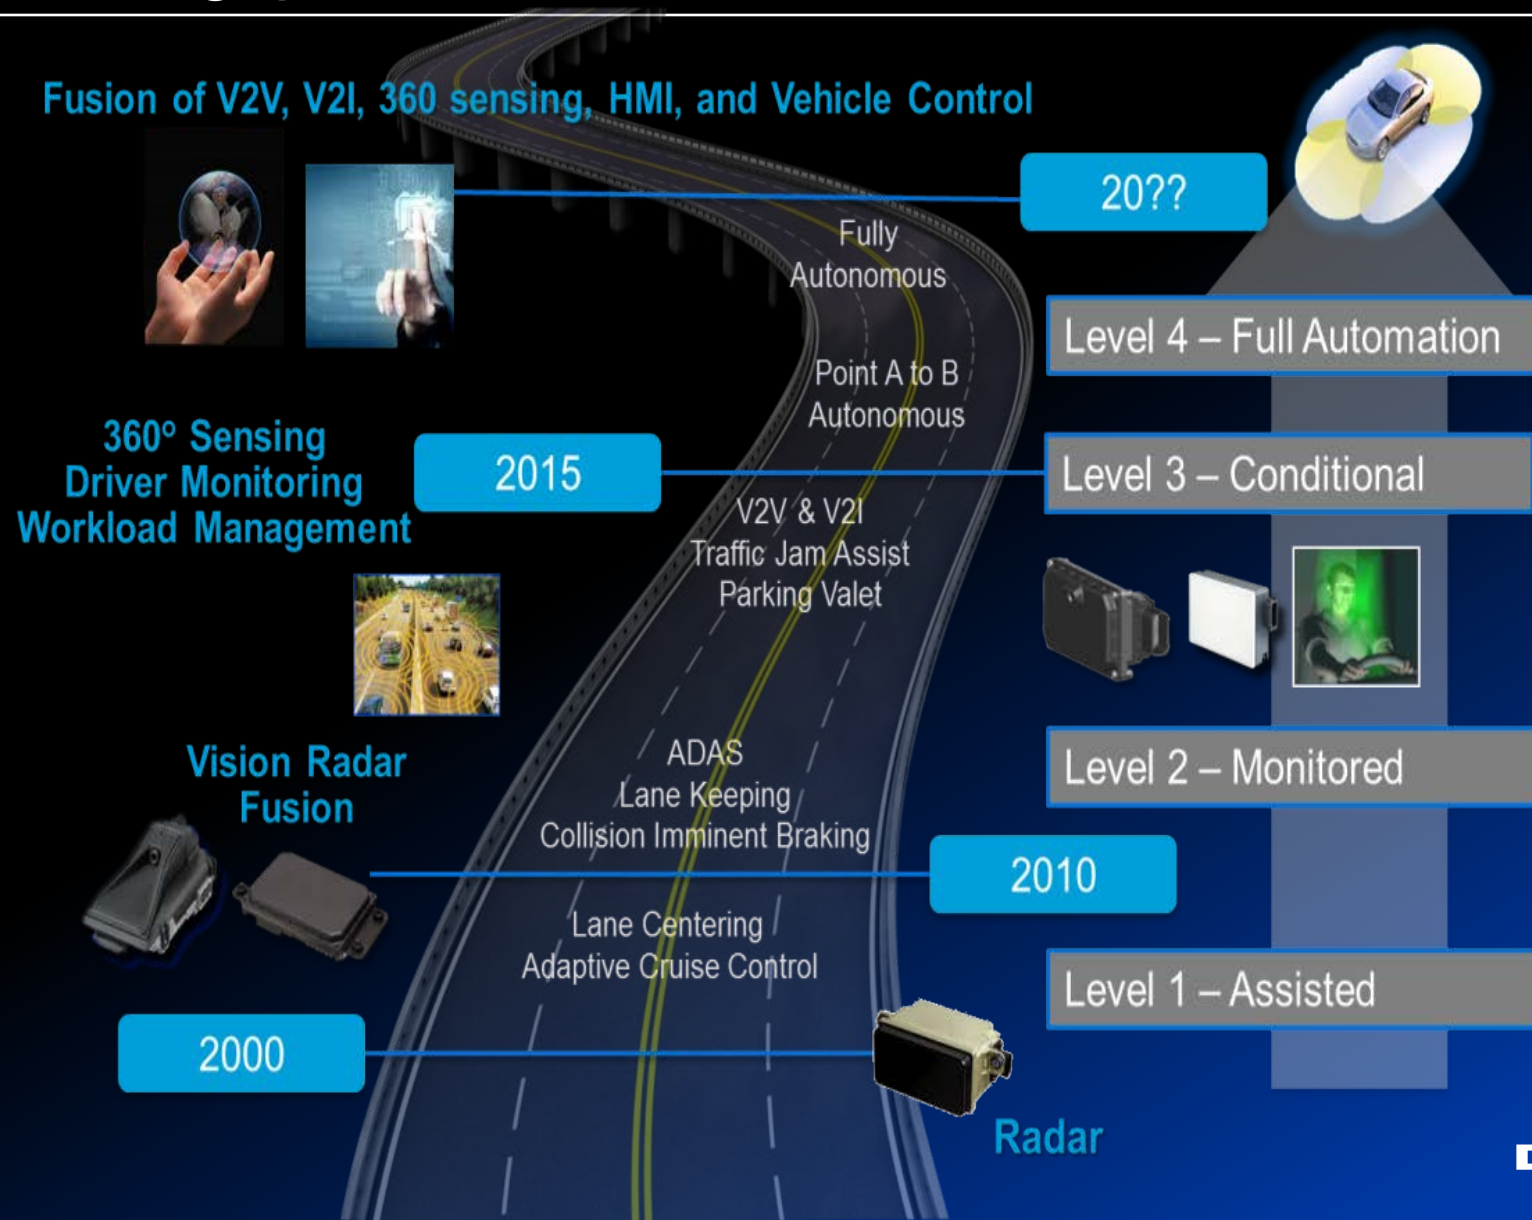 Fusion of V2V, V2I, 360 sensing, HMI, and Vehicle Control
20??
Fully
Autonomous
Level 4 – Full Automation
Point A to B
Autonomous
360° Sensing
Driver Monitoring
Workload Management
2015
Level 3 – Conditional
V2V & V2I
Traffic Jam Assist
Parking Valet
Vision Radar
Fusion
ADAS
Lane Keeping
Collision Imminent Braking
Level 2 – Monitored
2010
Lane Centering
Adaptive Cruise Control
Level 1 – Assisted
2000
Radar